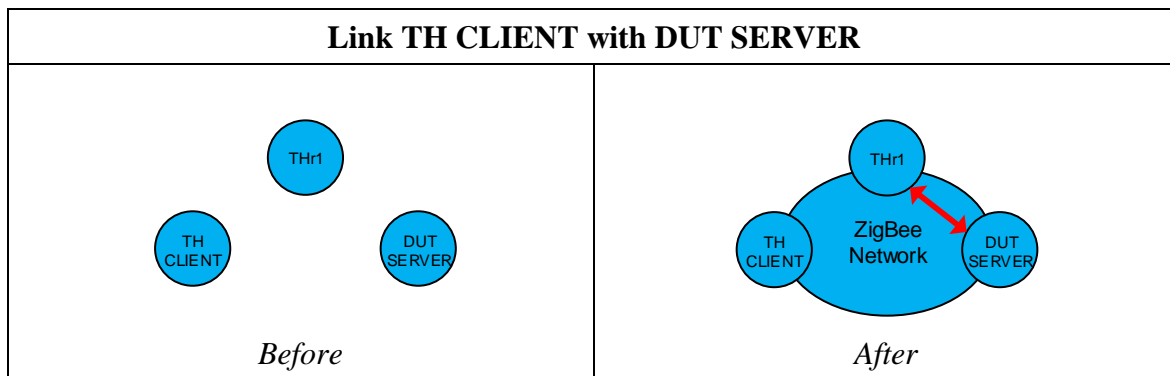 Link TH CLIENT with DUT SERVER
THr1
TH
CLIENT
DUT
SERVER
Before
THr1
ZigBee
Network
TH
CLIENT
DUT
SERVER
After